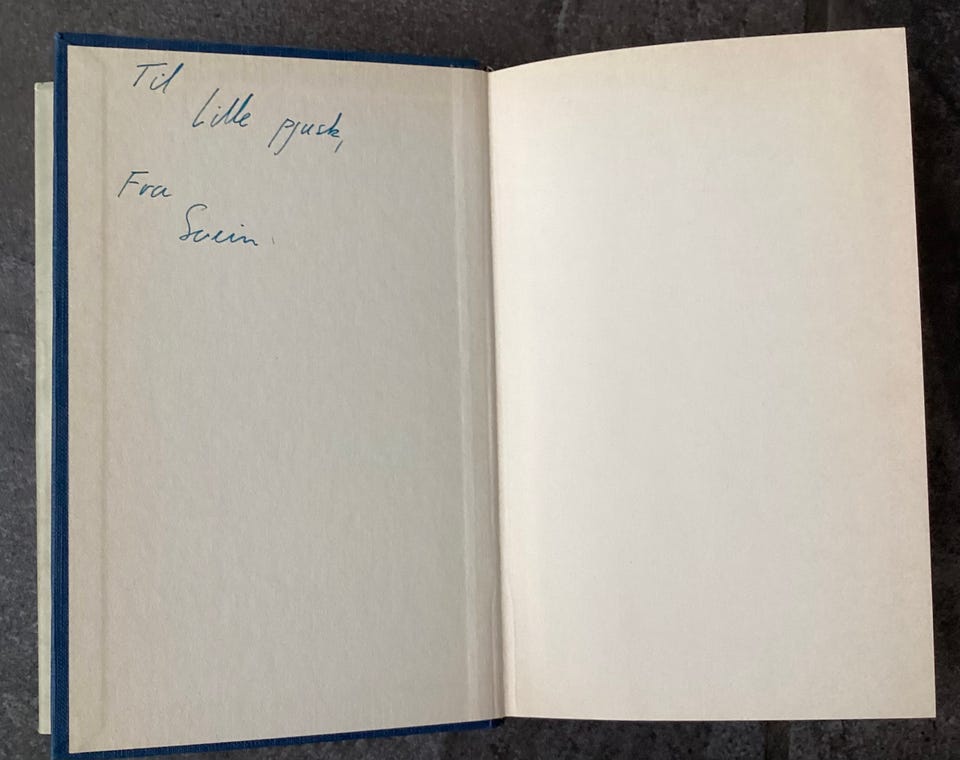 Til
Lille pjusk,
Fra
Svein.